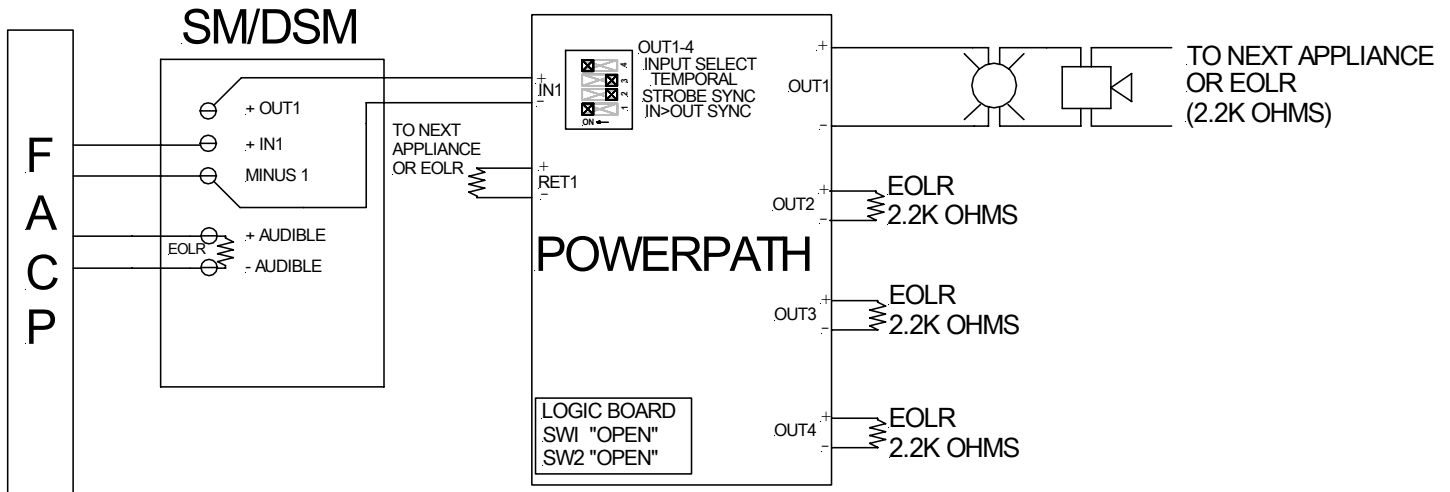 SM/DSM
F
A
C
P
+ OUT1
+ IN1
MINUS 1
+ AUDIBLE
EOLR
- AUDIBLE
TO NEXT
APPLIANCE
OR EOLR
+
IN1
-
+
RET1
-
OUT1-4
INPUT SELECT
TEMPORAL
STROBE SYNC
IN>OUT SYNC
4
3
2
1
ON
POWERPATH
LOGIC BOARD
SW1 "OPEN"
SW2 "OPEN"
+
OUT1
-
TO NEXT APPLIANCE
OR EOLR
(2.2K OHMS)
+
OUT2
-
EOLR
2.2K OHMS
+
OUT3
-
EOLR
2.2K OHMS
+
OUT4
-
EOLR
2.2K OHMS